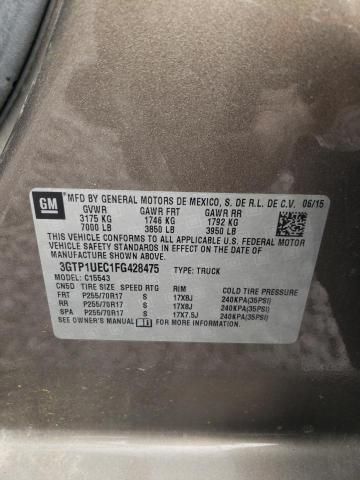 GM
MFD BY GENERAL MOTORS DE MEXICO, S. DE R.L. DE C.V. 06/15
GVWR GAWR FRT GAWR RR
3175 KG 1746 KG 1792 KG
7000 LB 3850 LB 3950 LB
THIS VEHICLE CONFORMS TO ALL APPLICABLE U.S. FEDERAL MOTOR
VEHICLE SAFETY STANDARDS IN EFFECT ON THE DATE OF
MANUFACTURE SHOWN ABOVE.
3GTP1UEC1FG428475 TYPE: TRUCK
MODEL: C15543
CN5D TIRE SIZE SPEED RTG RIM COLD TIRE PRESSURE
FRT P255/70R17 S 17X8J 240KPA(35PSI)
RR P255/70R17 S 17X8J 240KPA(35PSI)
SPA P255/70R17 S 17X7.5J 240KPA(35PSI)
SEE OWNER'S MANUAL FOR MORE INFORMATION.